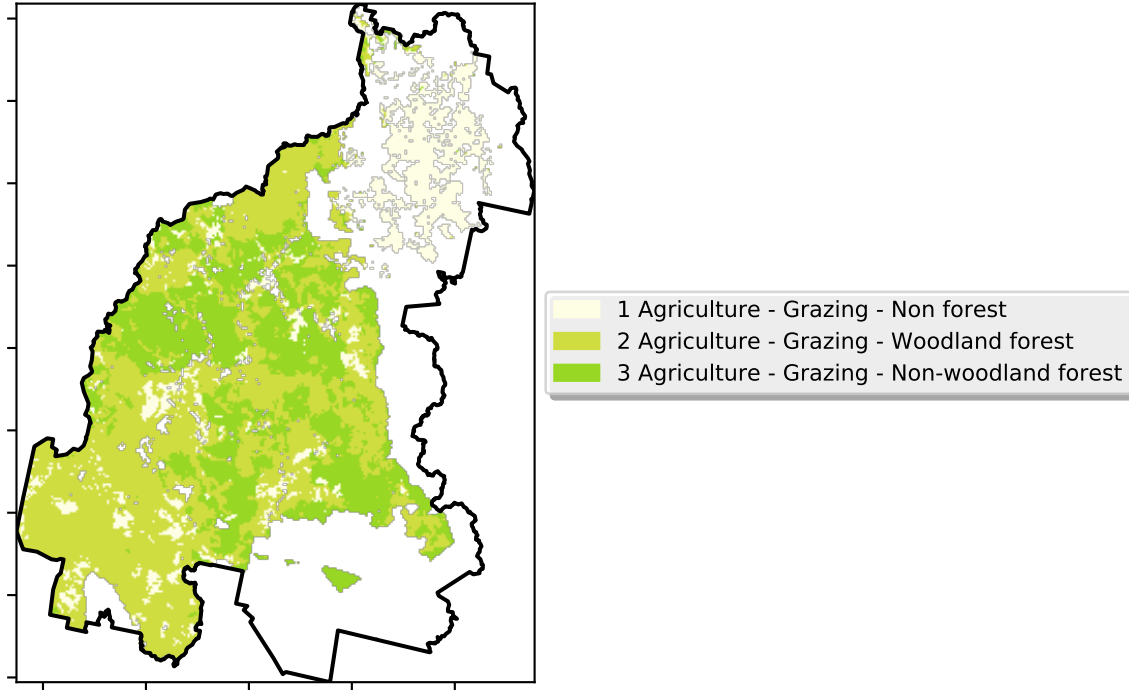 1 Agriculture - Grazing - Non forest
2 Agriculture - Grazing - Woodland forest
3 Agriculture - Grazing - Non-woodland forest